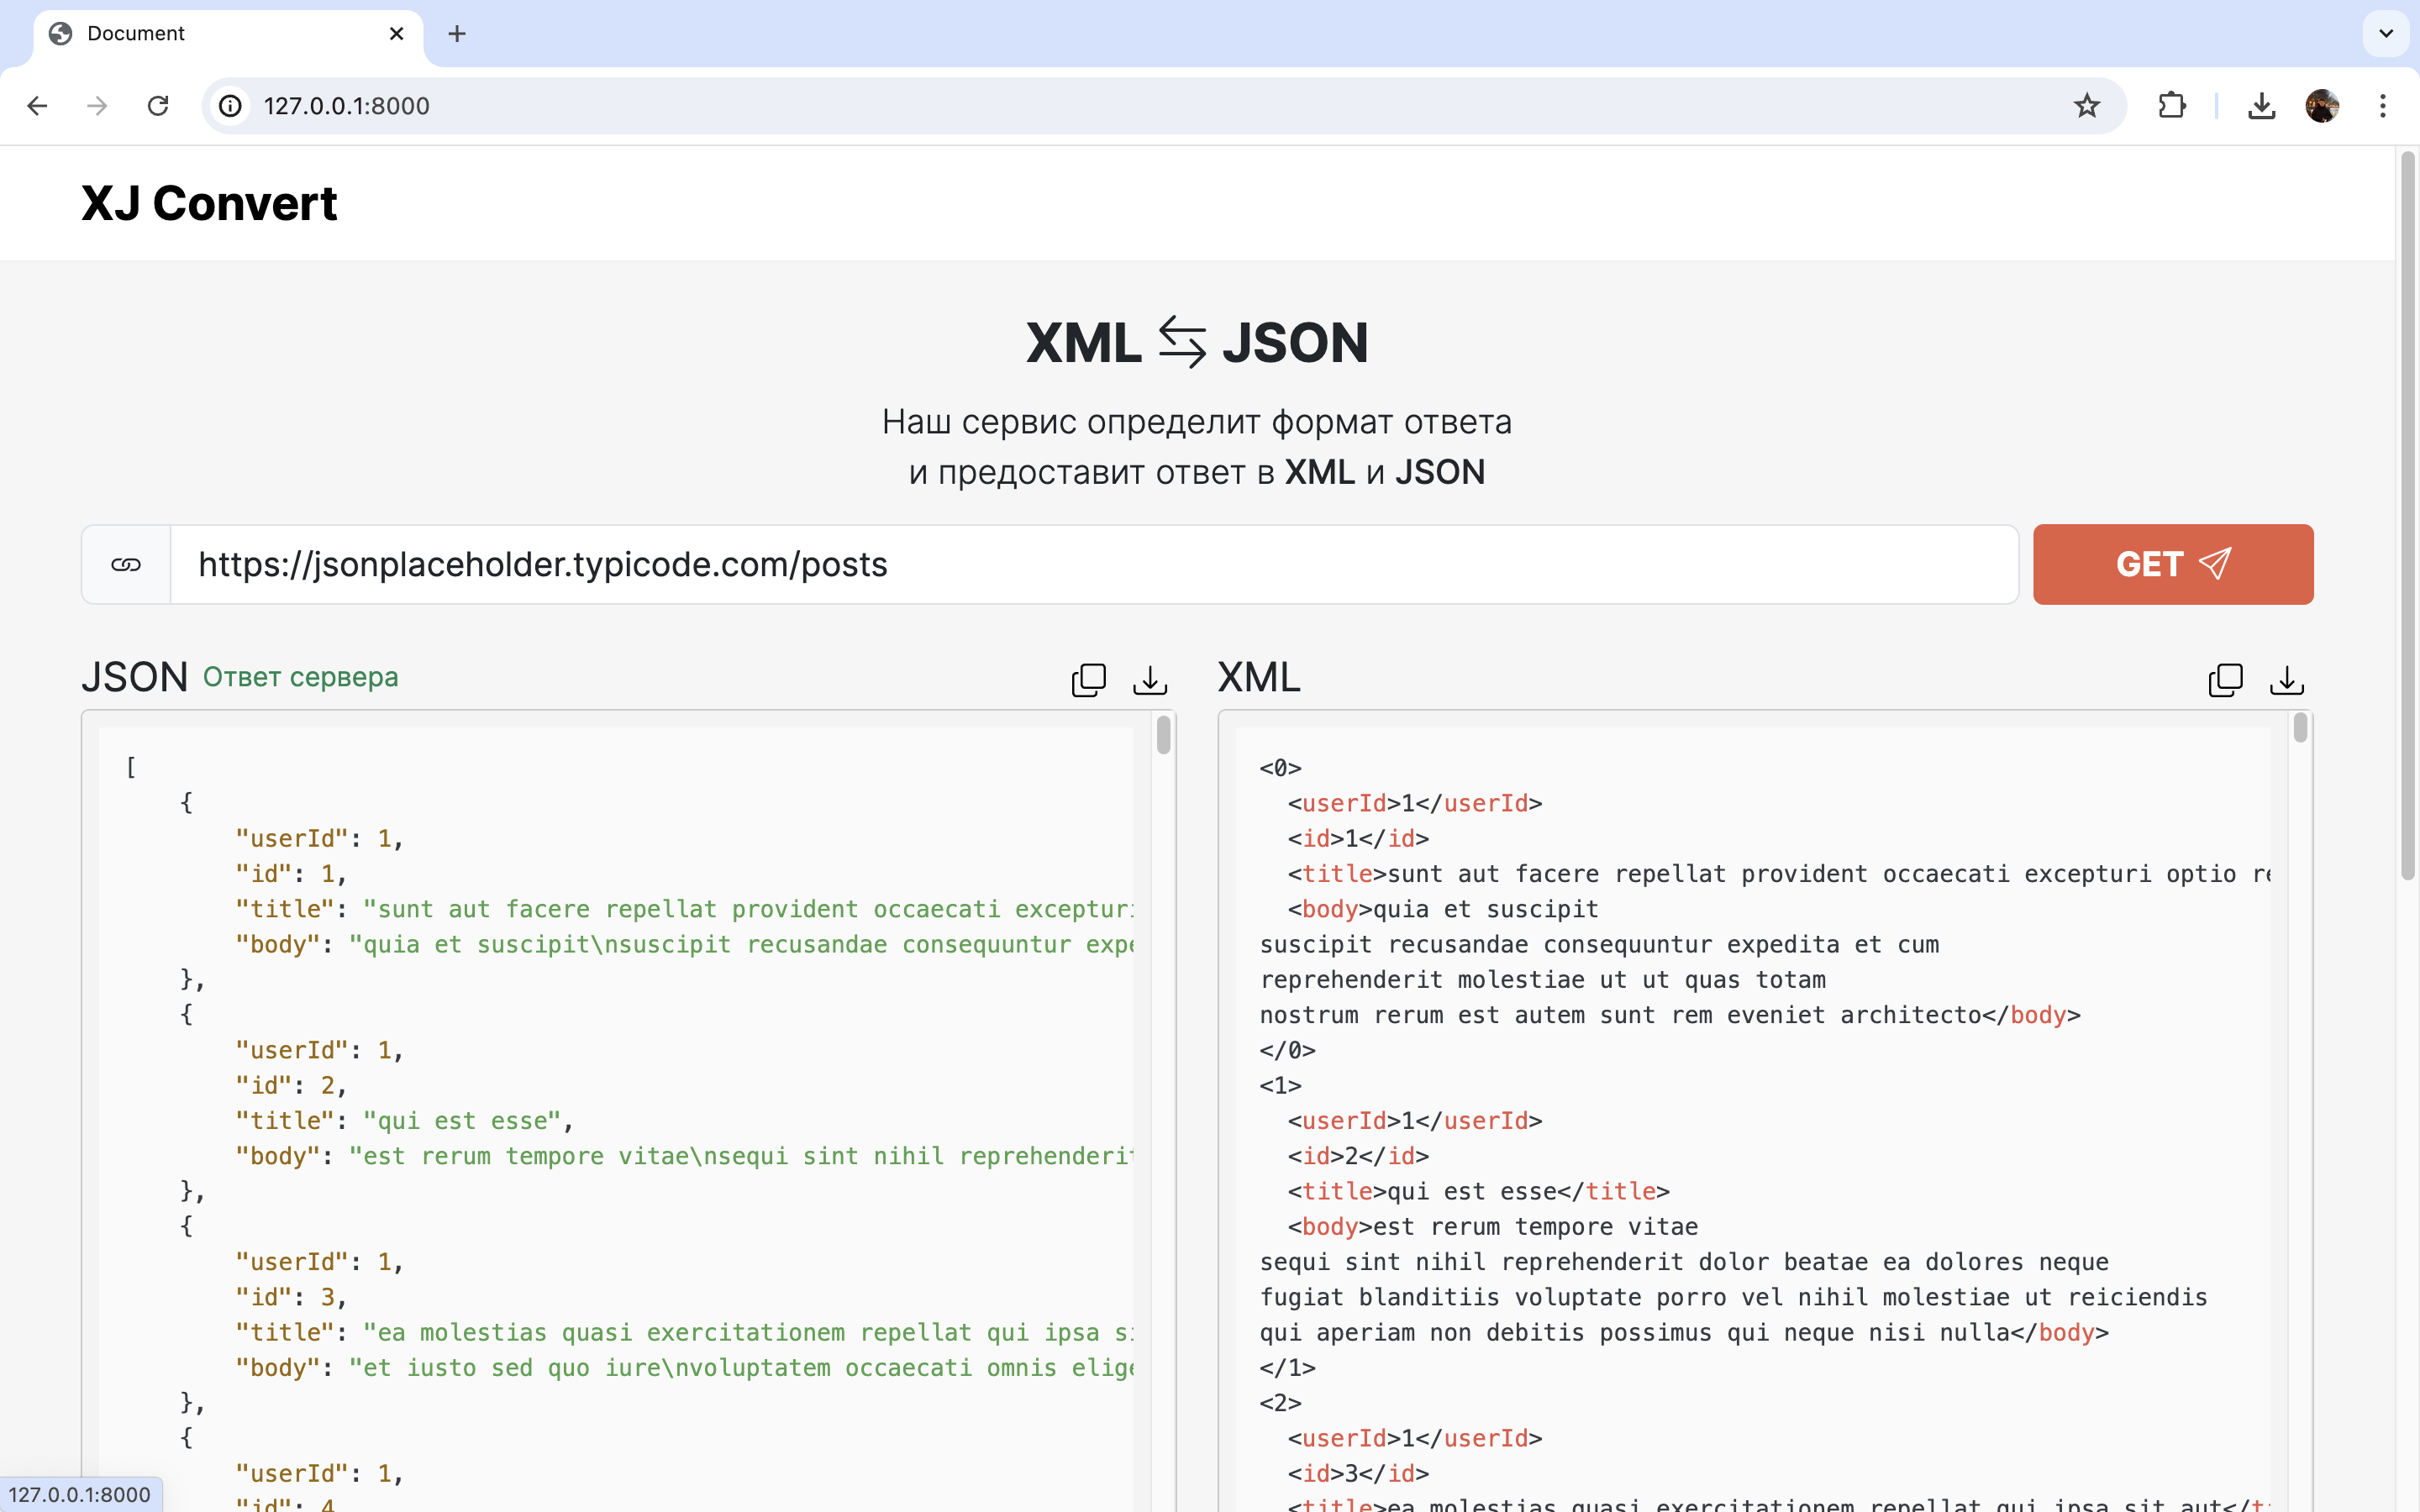 Document
127.0.0.1:8000
XJ Convert
XML JSON
Наш сервис определит формат ответа
и предоставит ответ в XML и JSON
https://jsonplaceholder.typicode.com/posts
GET
JSON Ответ сервера
[
{
"userId": 1,
"id": 1,
"title": "sunt aut facere repellat provident occaecati excepturi
"body": "quia et suscipit\nsuscipit recusandae consequuntur expe
},
{
"userId": 1,
"id": 2,
"title": "qui est esse",
"body": "est rerum tempore vitae\nsequi sint nihil reprehenderit
},
{
"userId": 1,
"id": 3,
"title": "ea molestias quasi exercitationem repellat qui ipsa si
"body": "et iusto sed quo iure\nvoluptatem occaecati omnis elige
},
{
"userId": 1,
"id": 4
XML
<0>
<userId>1</userId>
<id>1</id>
<title>sunt aut facere repellat provident occaecati excepturi optio re
<body>quia et suscipit
suscipit recusandae consequuntur expedita et cum
reprehenderit molestiae ut ut quas totam
nostrum rerum est autem sunt rem eveniet architecto</body>
</0>
<1>
<userId>1</userId>
<id>2</id>
<title>qui est esse</title>
<body>est rerum tempore vitae
sequi sint nihil reprehenderit dolor beatae ea dolores neque
fugiat blanditiis voluptate porro vel nihil molestiae ut reiciendis
qui aperiam non debitis possimus qui neque nisi nulla</body>
</1>
<2>
<userId>1</userId>
<id>3</id>
<title>ea molestias quasi exercitationem repellat qui ipsa sit aut</ti
127.0.0.1:8000